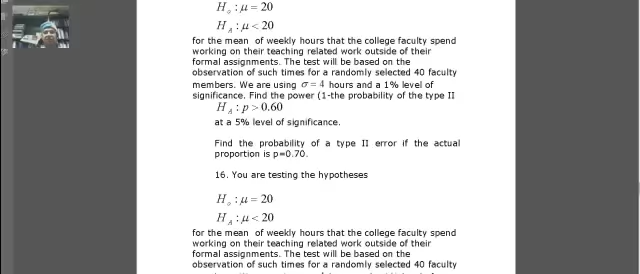 H_o : μ = 20
H_A : μ < 20
for the mean of weekly hours that the college faculty spend
working on their teaching related work outside of their
formal assignments. The test will be based on the
observation of such times for a randomly selected 40 faculty
members. We are using σ = 4 hours and a 1% level of
significance. Find the power (1-the probability of the type II
H_A : p > 0.60
at a 5% level of significance.
Find the probability of a type II error if the actual
proportion is p=0.70.
16. You are testing the hypotheses
H_o : μ = 20
H_A : μ < 20
for the mean of weekly hours that the college faculty spend
working on their teaching related work outside of their
formal assignments. The test will be based on the
observation of such times for a randomly selected 40 faculty